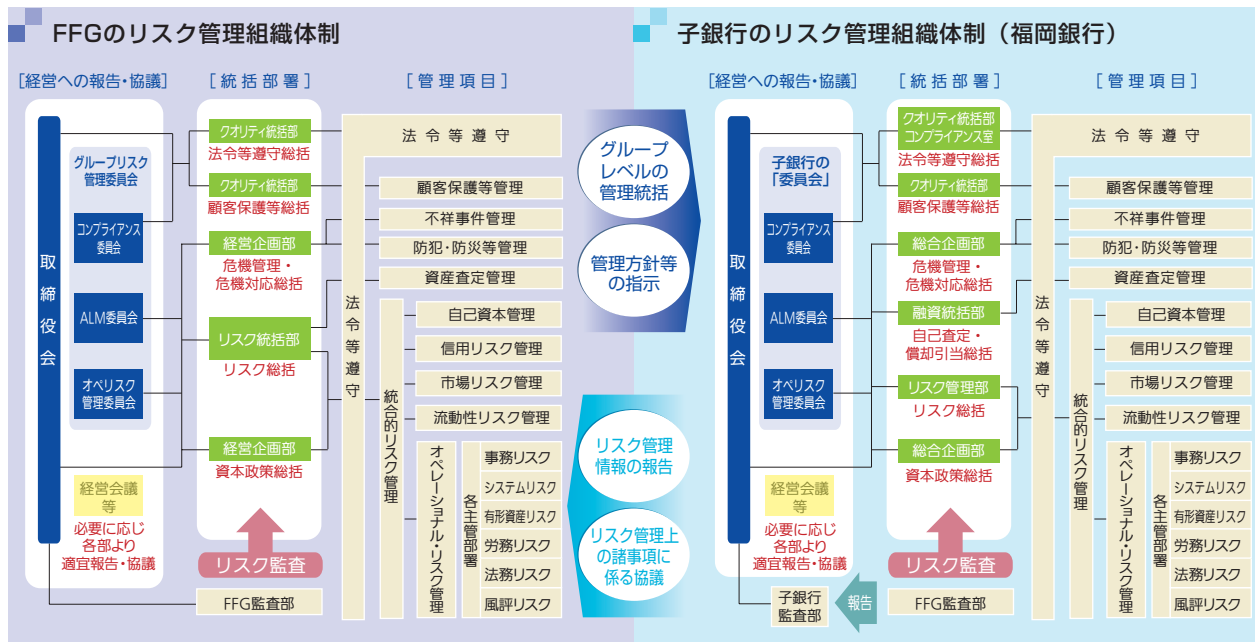 FFGのリスク管理組織体制
[経営への報告・協議]
[統括部署]
[管理項目]
取締役会
グループリスク
管理委員会
コンプライアンス
委員会
ALM委員会
オペリスク
管理委員会
経営会議
等
必要に応じ
各部より
適宜報告・協議
クオリティ統括部
法令等遵守総括
クオリティ統括部
顧客保護等総括
経営企画部
危機管理・
危機対応総括
リスク統括部
リスク総括
経営企画部
資本政策総括
リスク監査
FFG監査部
法令等遵守
法令等遵守
顧客保護等管理
不祥事件管理
防犯・防災等管理
資産査定管理
統合的リスク管理
自己資本管理
信用リスク管理
市場リスク管理
流動性リスク管理
オペレーショナル・リスク管理
各主管部署
事務リスク
システムリスク
有形資産リスク
労務リスク
法務リスク
風評リスク
グループ
レベルの
管理統括
管理方針等
の指示
リスク管理
情報の報告
リスク管理上
の諸事項に
係る協議
子銀行のリスク管理組織体制（福岡銀行）
[経営への報告・協議]
[統括部署]
[管理項目]
取締役会
子銀行の
「委員会」
コンプライアンス
委員会
ALM委員会
オペリスク
管理委員会
経営会議
等
必要に応じ
各部より
適宜報告・協議
子銀行
監査部
報告
クオリティ統括部
コンプライアンス室
法令等遵守総括
クオリティ統括部
顧客保護等総括
総合企画部
危機管理・
危機対応総括
融資統括部
自己査定・
償却引当総括
リスク管理部
リスク総括
総合企画部
資本政策総括
リスク監査
FFG監査部
法令等遵守
法令等遵守
顧客保護等管理
不祥事件管理
防犯・防災等管理
資産査定管理
統合的リスク管理
自己資本管理
信用リスク管理
市場リスク管理
流動性リスク管理
オペレーショナル・リスク管理
各主管部署
事務リスク
システムリスク
有形資産リスク
労務リスク
法務リスク
風評リスク